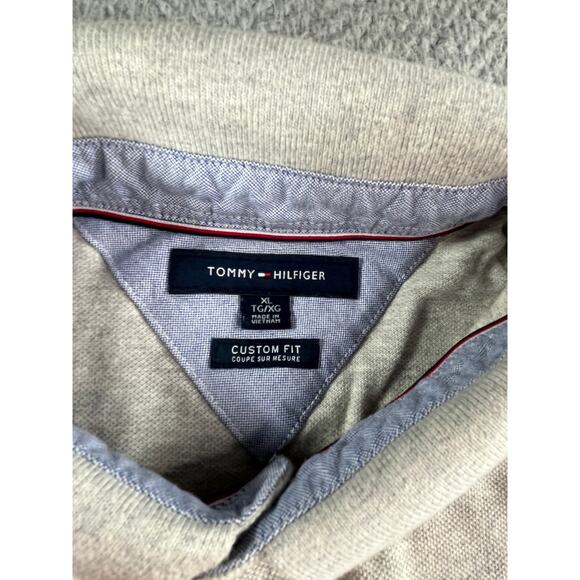 TOMMY HILFIGER
XL
TG/XG
MADE IN
VIETNAM
CUSTOM FIT
COUPE SUR MESURE